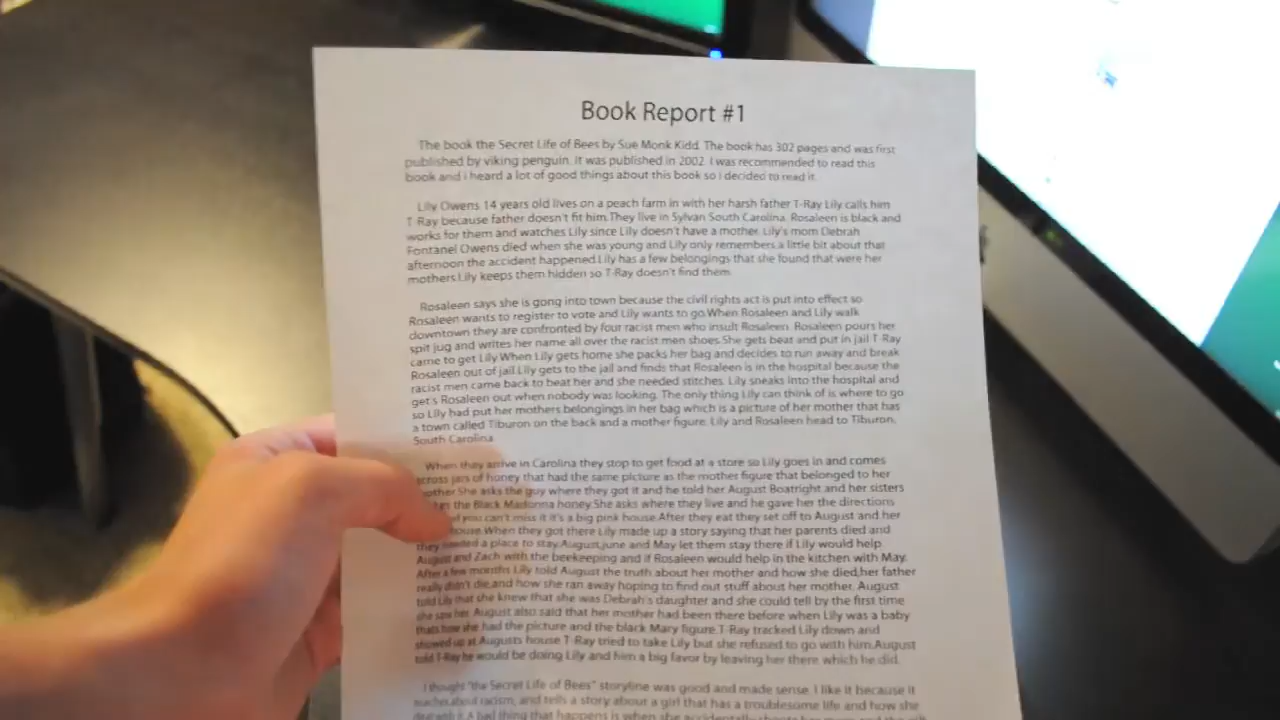 Book Report #1
The book the Secret Life of Bees by Sue Monk Kidd. The book has 302 pages and was first
published by viking penguin. It was published in 2002. I was recommended to read this
book and i heard a lot of good things about this book so i decided to read it.
Lily Owens 14 years old lives on a peach farm in with her harsh father T-Ray Lily calls him
T-Ray because father doesn't fit him.They live in Sylvan South Carolina. Rosaleen is black and
works for them and watches Lily since Lily doesn't have a mother. Lily's mom Debrah
Fontanel Owens died when she was young and Lily only remembers a little bit about that
afternoon the accident happened.Lily has a few belongings that she found that were her
mothers.Lily keeps them hidden so T-Ray doesn't find them.
Rosaleen says she is gong into town because the civil rights act is put into effect so
Rosaleen wants to register to vote and Lily wants to go.When Rosaleen and Lily walk
downtown they are confronted by four racist men who insult Rosaleen. Rosaleen pours her
spit jug and writes her name all over the racist men shoes.She gets beat and put in jail T-Ray
came to get Lily.When Lily gets home she packs her bag and decides to run away and break
Rosaleen out of jail.Lily gets to the jail and finds that Rosaleen is in the hospital because the
racist men came back to beat her and she needed stitches. Lily sneaks into the hospital and
get's Rosaleen out when nobody was looking. The only thing Lily can think of is where to go
so Lily had put her mothers belongings in her bag which is a picture of her mother that has
a town called Tiburon on the back and a mother figure. Lily and Rosaleen head to Tiburon,
South Carolina.
When they arrive in Carolina they stop to get food at a store so Lily goes in and comes
across jars of honey that had the same picture as the mother figure that belonged to her
mother.She asks the guy where they got it and he told her August Boatright and her sisters
the Black Madonna honey.She asks where they live and he gave her the directions
you can't miss it it's a big pink house.After they eat they set off to August and her
house.When they got there Lily made up a story saying that her parents died and
they needed a place to stay.August,june and May let them stay there if Lily would help
August and Zach with the beekeeping and if Rosaleen would help in the kitchen with May.
After a few months Lily told August the truth about her mother and how she died,her father
really didn't die,and how she ran away hoping to find out stuff about her mother. August
told Lily that she knew that she was Debrah's daughter and she could tell by the first time
she saw her. August also said that her mother had been there before when Lily was a baby
thats how she had the picture and the black Mary figure.T-Ray tracked Lily down and
showed up at Augusts house T-Ray tried to take Lily but she refused to go with him.August
told T-Ray he would be doing Lily and him a big favor by leaving her there which he did.
I thought "the Secret Life of Bees" storyline was good and made sense. I like it because it
about racism, and tells a story about a girl that has a troublesome life and how she
A bad thing that happens is when she accidentally